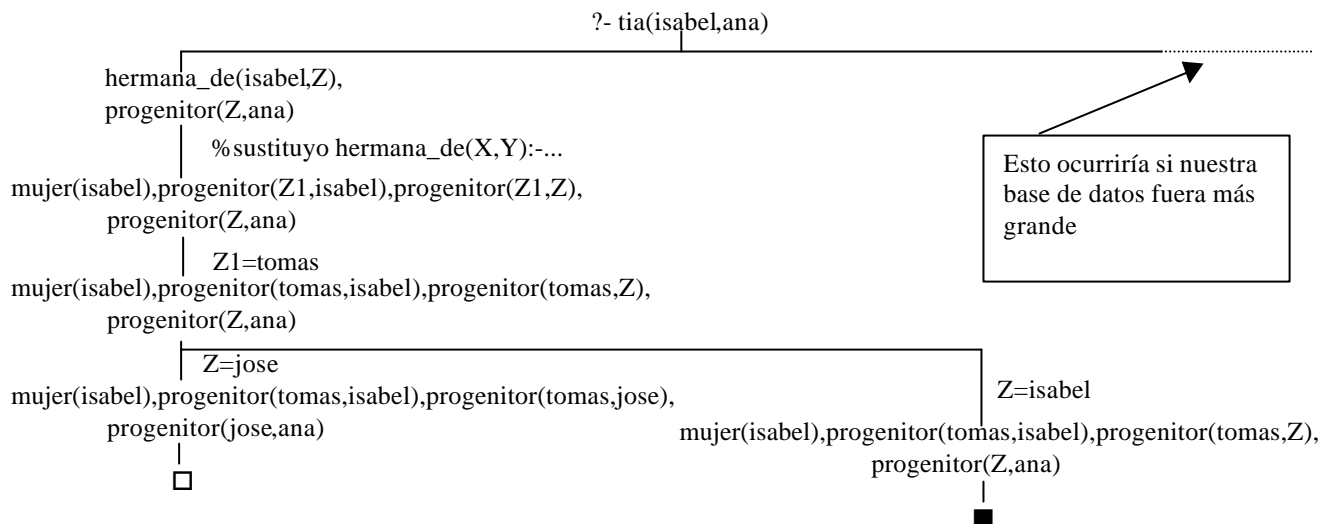 ?- tia(isabel,ana)
hermana_de(isabel,Z),
progenitor(Z,ana)
%sustituyo hermana_de(X,Y):-...
mujer(isabel),progenitor(Z1,isabel),progenitor(Z1,Z),
progenitor(Z,ana)
Z1=tomas
mujer(isabel),progenitor(tomas,isabel),progenitor(tomas,Z),
progenitor(Z,ana)
Z=jose
mujer(isabel),progenitor(tomas,isabel),progenitor(tomas,jose),
progenitor(jose,ana)
Z=isabel
mujer(isabel),progenitor(tomas,isabel),progenitor(tomas,Z),
progenitor(Z,ana)
Esto ocurriría si nuestra
base de datos fuera más
grande